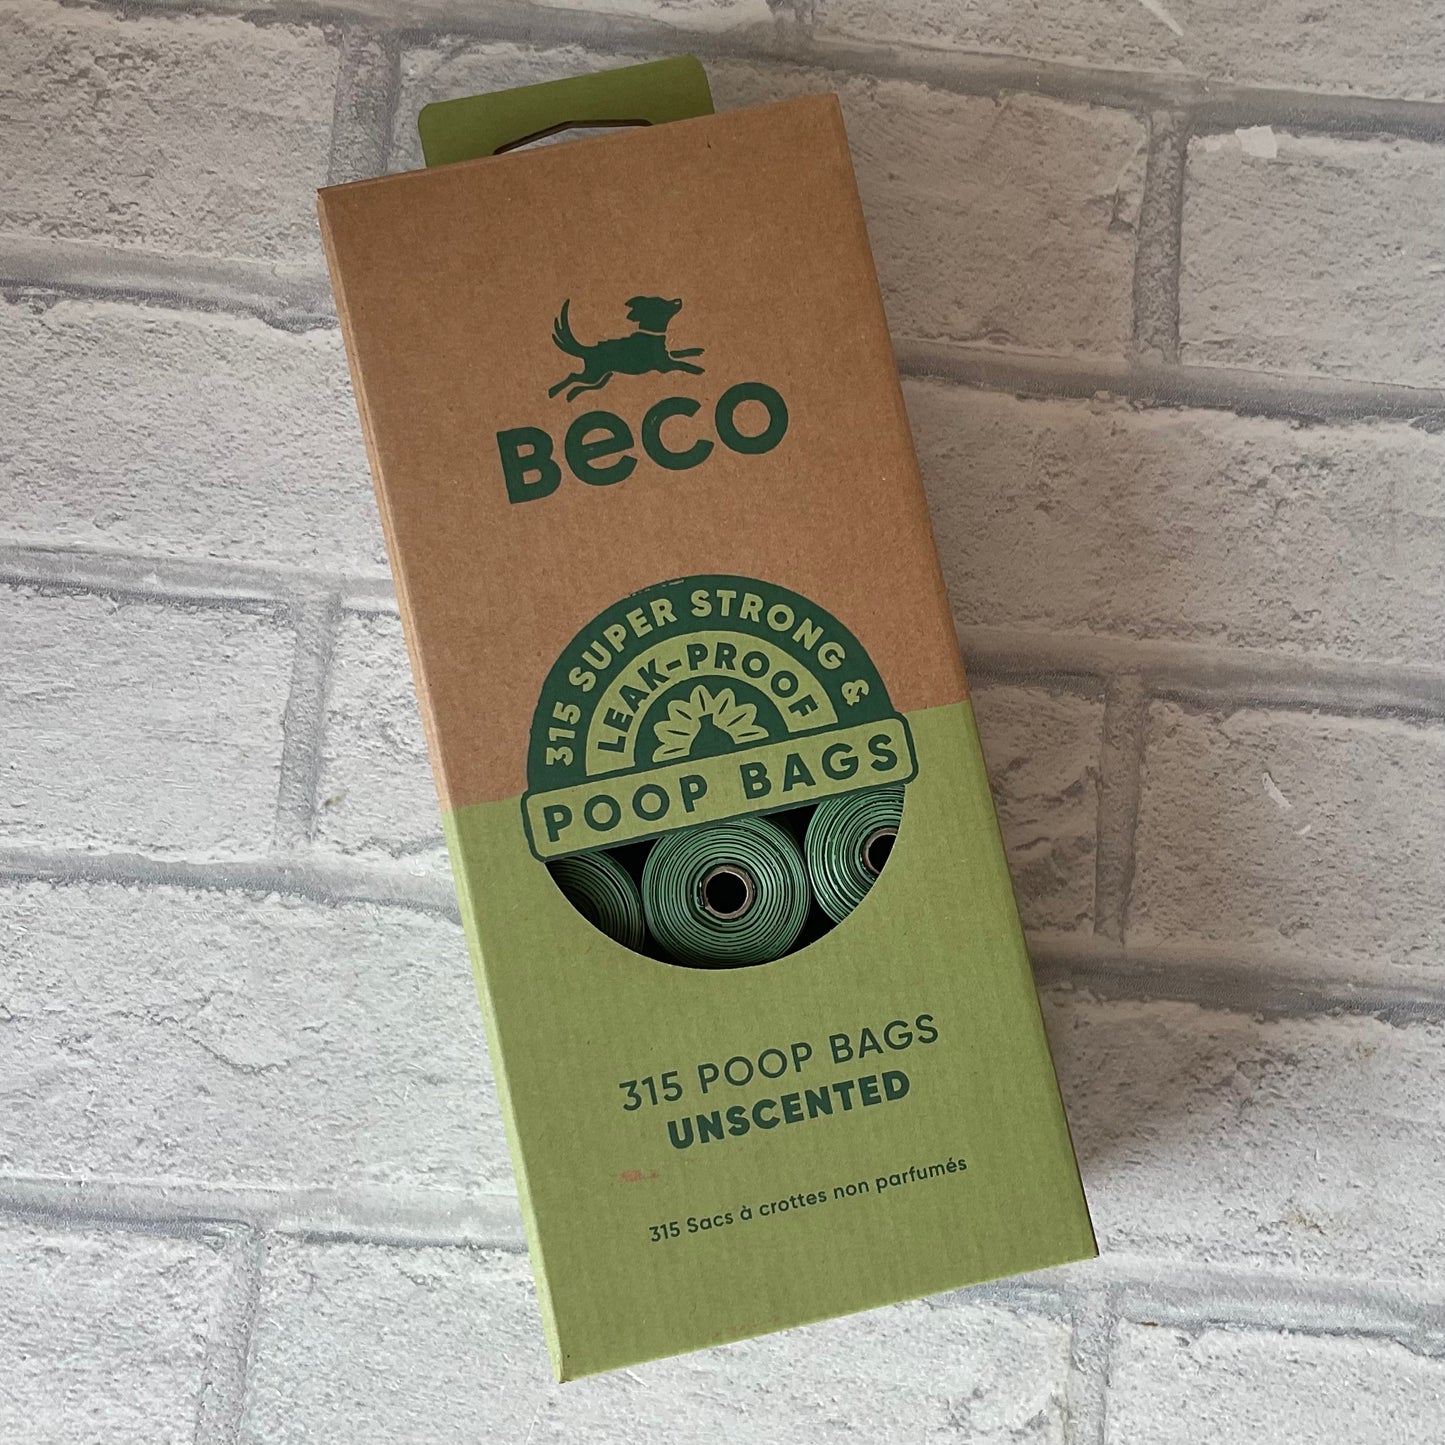 Beco
315 SUPER STRONG &
LEAK-PROOF
POOP BAGS
315 POOP BAGS
UNSCENTED
315 Sacs à crottes non parfumés